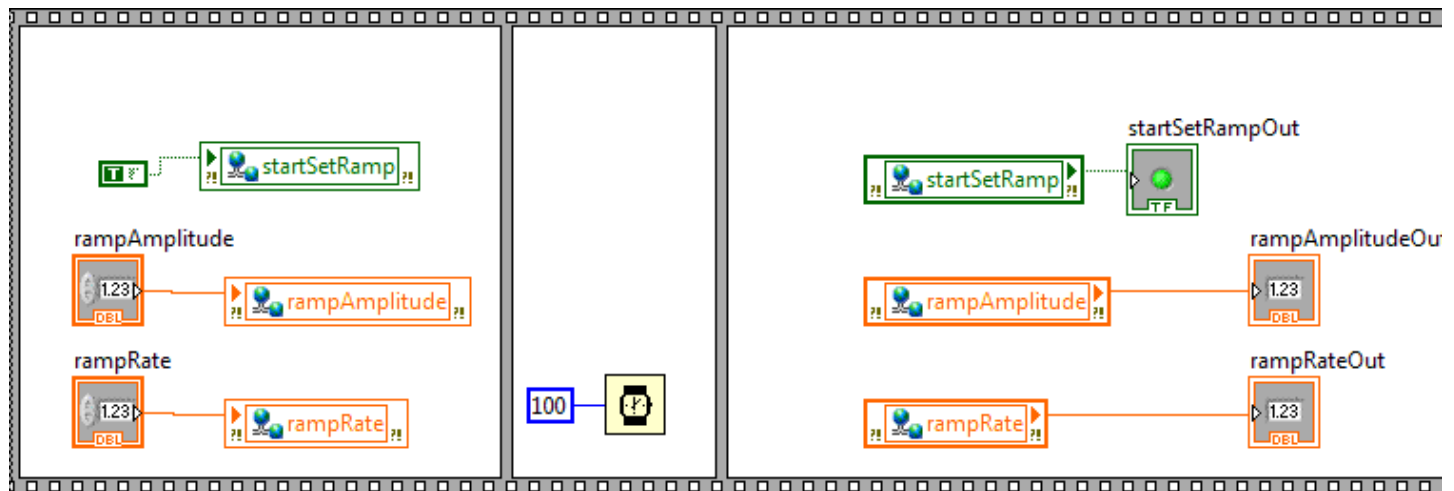 T
startSetRamp
?!
?!
rampAmplitude
1.23
DBL
rampAmplitude
?!
?!
rampRate
1.23
DBL
rampRate
?!
?!
100
startSetRampOut
startSetRamp
?!
?!
TF
rampAmplitudeOut
rampAmplitude
?!
?!
1.23
DBL
rampRateOut
rampRate
?!
?!
1.23
DBL